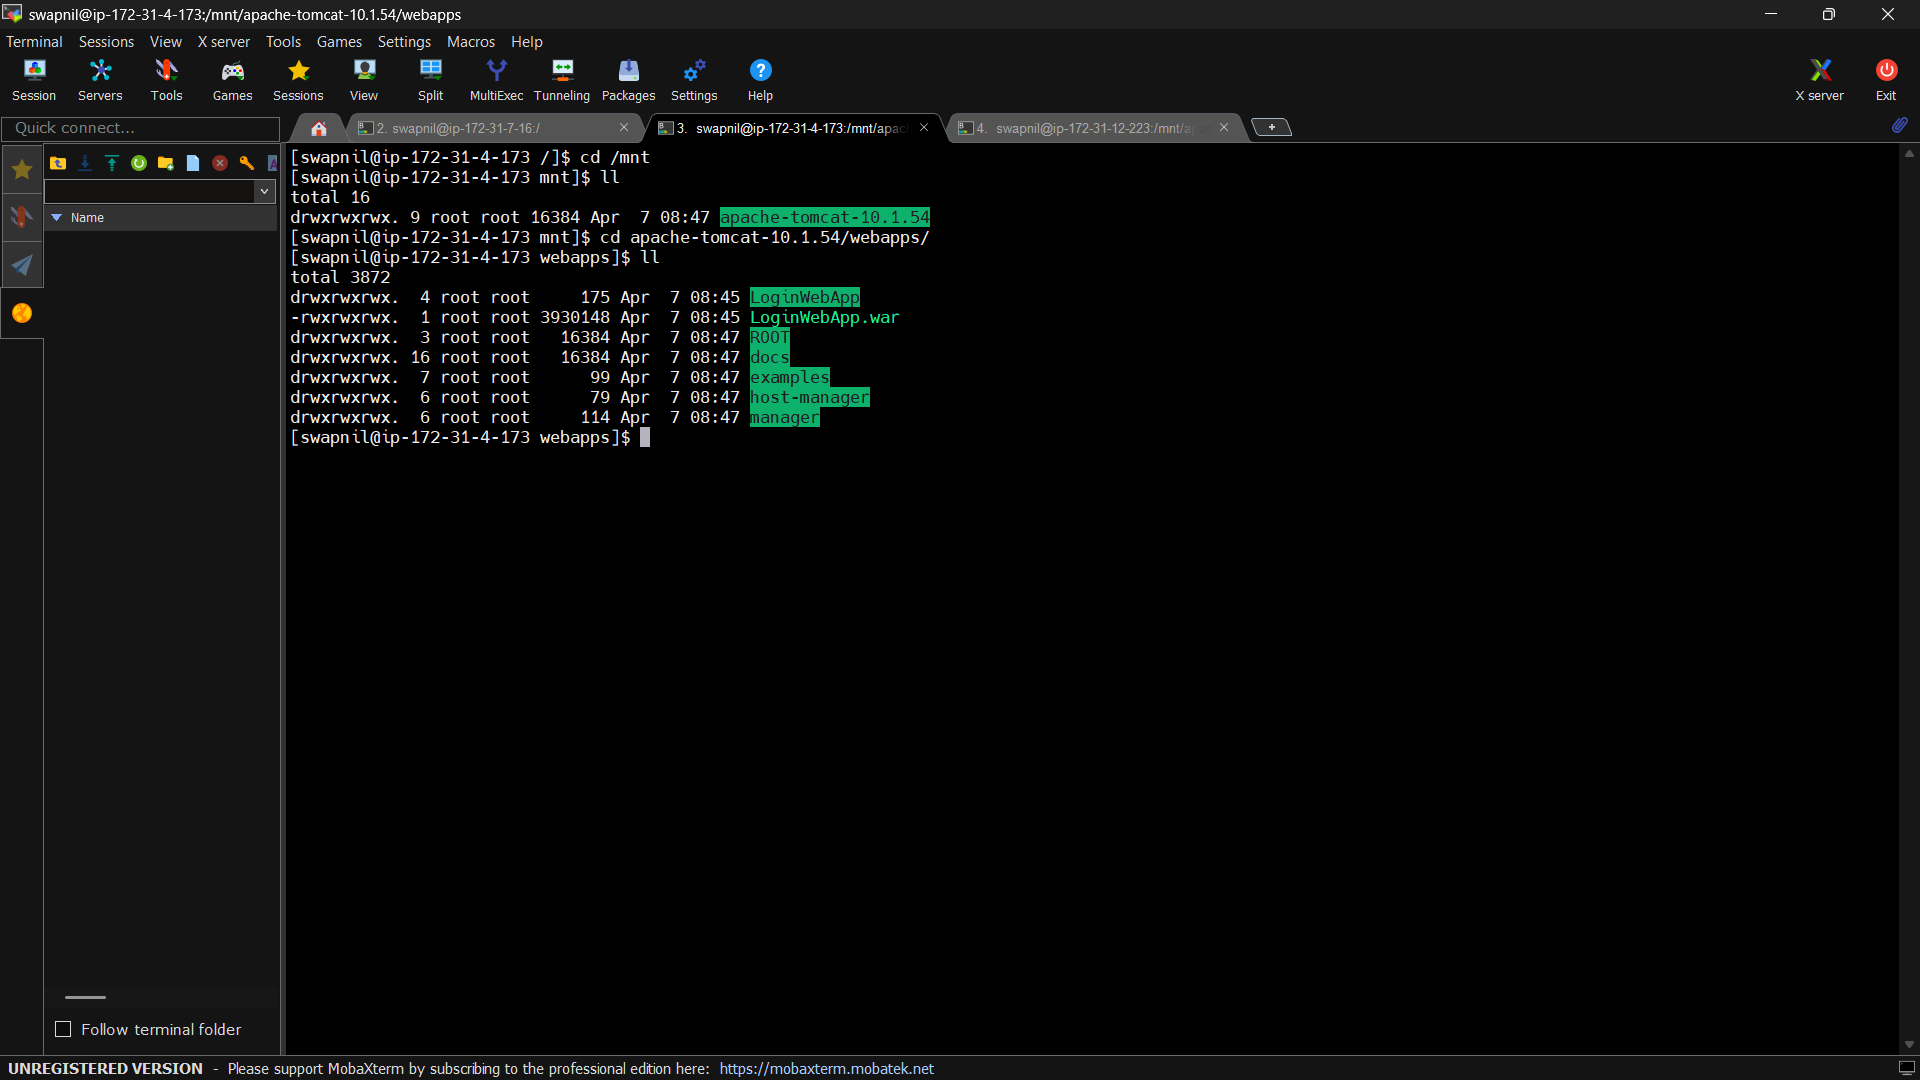 swapnil@ip-172-31-4-173:/mnt/apache-tomcat-10.1.54/webapps
Terminal Sessions View X server Tools Games Settings Macros Help
Session Servers Tools Games Sessions View Split MultiExec Tunneling Packages Settings Help X server Exit
Quick connect...
2. swapnil@ip-172-31-7-16:/
3. swapnil@ip-172-31-4-173:/mnt/apac
4. swapnil@ip-172-31-12-223:/mnt/a
Name
[swapnil@ip-172-31-4-173 /]$ cd /mnt
[swapnil@ip-172-31-4-173 mnt]$ ll
total 16
drwxrwxrwx. 9 root root 16384 Apr  7 08:47 apache-tomcat-10.1.54
[swapnil@ip-172-31-4-173 mnt]$ cd apache-tomcat-10.1.54/webapps/
[swapnil@ip-172-31-4-173 webapps]$ ll
total 3872
drwxrwxrwx.  4 root root     175 Apr  7 08:45 LoginWebApp
-rwxrwxrwx.  1 root root 3930148 Apr  7 08:45 LoginWebApp.war
drwxrwxrwx.  3 root root   16384 Apr  7 08:47 ROOT
drwxrwxrwx. 16 root root   16384 Apr  7 08:47 docs
drwxrwxrwx.  7 root root      99 Apr  7 08:47 examples
drwxrwxrwx.  6 root root      79 Apr  7 08:47 host-manager
drwxrwxrwx.  6 root root     114 Apr  7 08:47 manager
[swapnil@ip-172-31-4-173 webapps]$
Follow terminal folder
UNREGISTERED VERSION - Please support MobaXterm by subscribing to the professional edition here: https://mobaxterm.mobatek.net